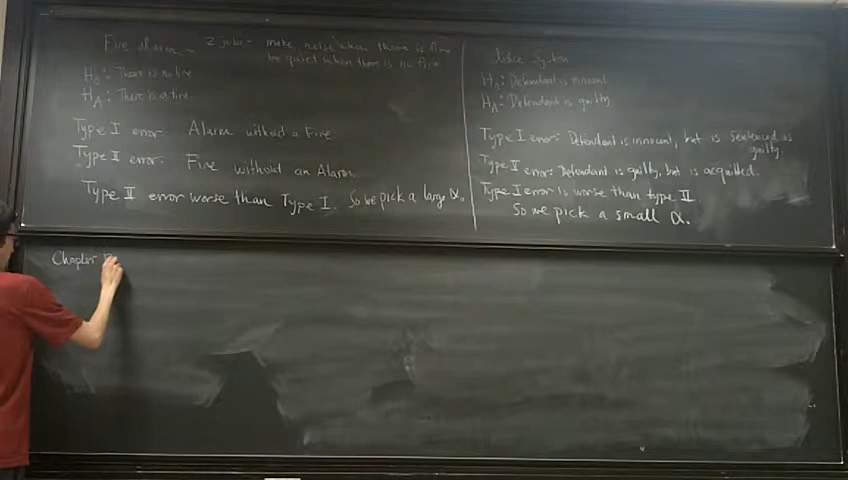 Fire alarm - 2 jobs - make noise when there is fire
be quiet when there is no fire
H0: There is no fire
HA: There is a fire
Type I error: Alarm without a Fire
Type II error: Fire without an Alarm
Type II error worse than Type I. So we pick a large α.
System
H0: Defendant is innocent
HA: Defendant is guilty
Type I error: Defendant is innocent, but is sentenced as
guilty.
Type II error: Defendant is guilty, but is acquitted.
Type I error is worse than type II
So we pick a small α.
Chapter